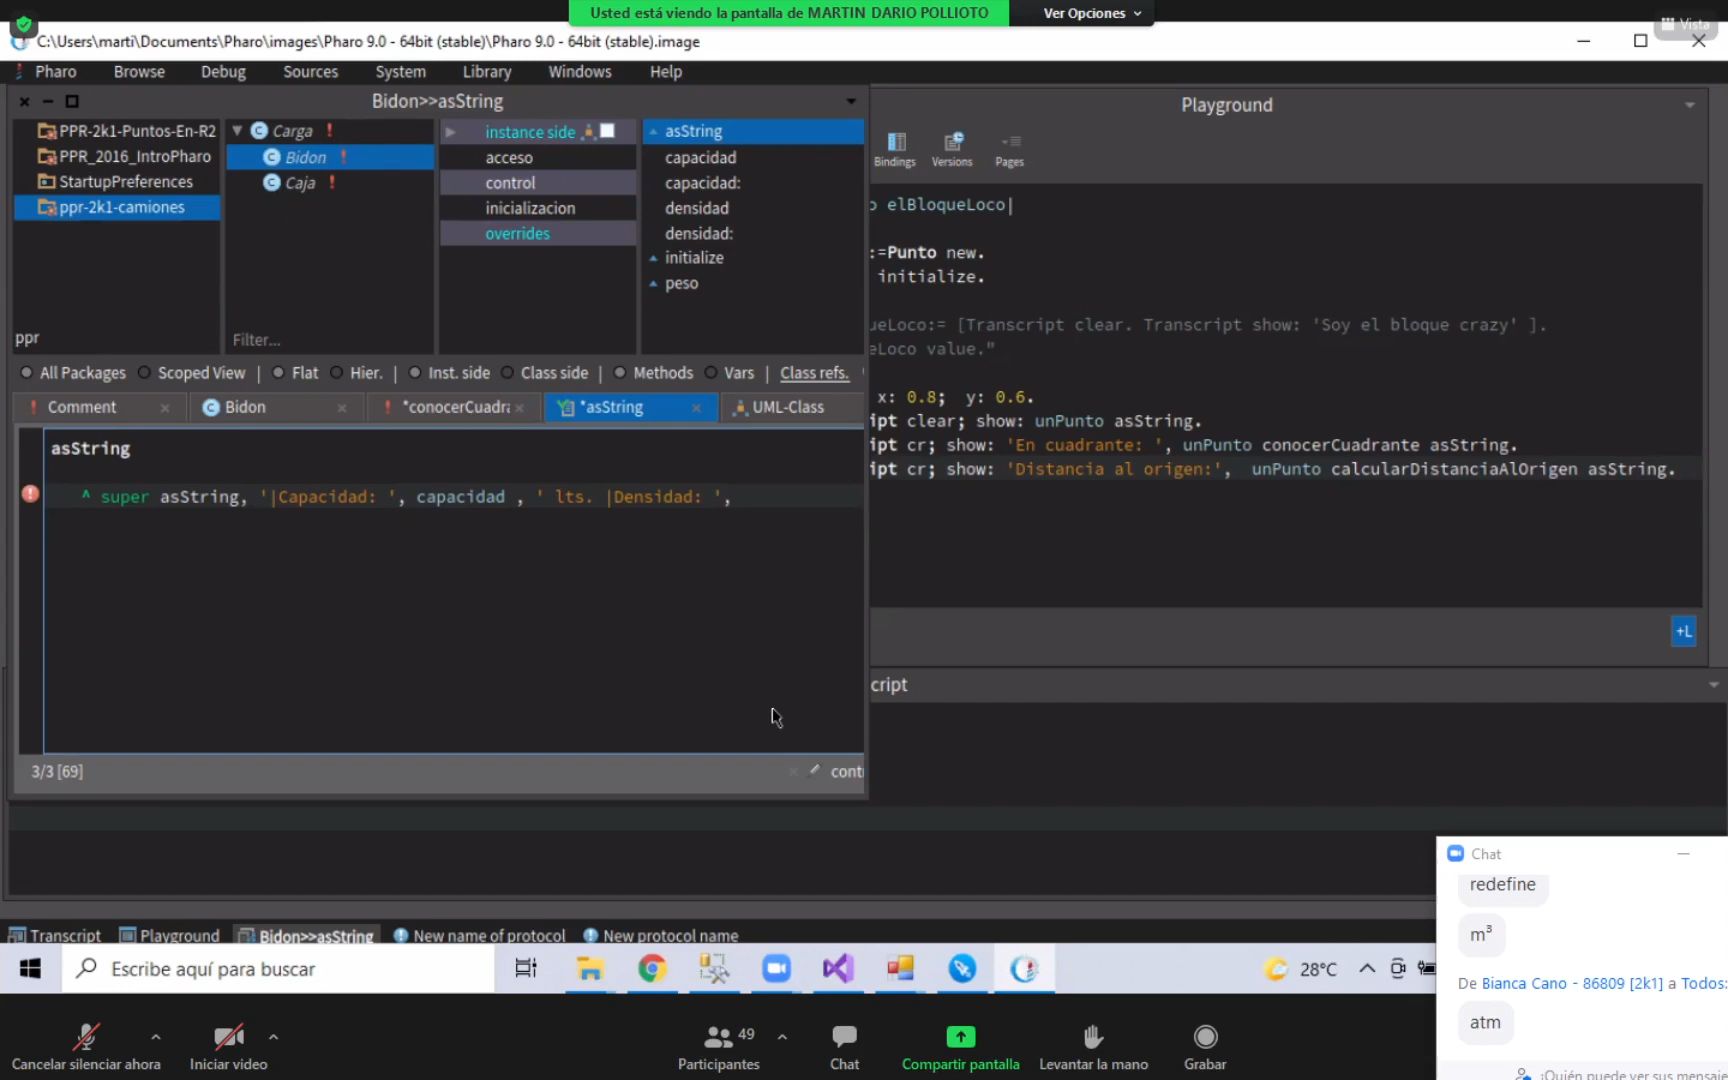 Usted está viendo la pantalla de MARTIN DARIO POLLIOTO
Ver Opciones
Vista
C:\Users\marti\Documents\Pharo\images\Pharo 9.0 - 64bit (stable)\Pharo 9.0 - 64bit (stable).image
Pharo Browse Debug Sources System Library Windows Help
Bidon>>asString
PPR-2k1-Puntos-En-R2
PPR_2016_IntroPharo
StartupPreferences
ppr-2k1-camiones
ppr
Carga !
Bidon !
Caja !
Filter...
instance side
acceso
control
inicializacion
overrides
asString
capacidad
capacidad:
densidad
densidad:
initialize
peso
All Packages Scoped View | Flat Hier. | Inst. side Class side | Methods Vars | Class refs.
! Comment Bidon ! *conocerCuadra *asString UML-Class
asString
^ super asString, '|Capacidad: ', capacidad , ' lts. |Densidad: ',
3/3 [69]
cont
Playground
Bindings Versions Pages
o elBloqueLoco|
:=Punto new.
initialize.
ueLoco:= [Transcript clear. Transcript show: 'Soy el bloque crazy' ].
eLoco value."
x: 0.8; y: 0.6.
ipt clear; show: unPunto asString.
ipt cr; show: 'En cuadrante: ', unPunto conocerCuadrante asString.
ipt cr; show: 'Distancia al origen:', unPunto calcularDistanciaAlOrigen asString.
+L
cript
Transcript Playground Bidon>>asString New name of protocol New protocol name
Escribe aquí para buscar
28°C
Chat
redefine
m³
De Bianca Cano - 86809 [2k1] a Todos:
atm
¿Quién puede ver sus mensaje
Cancelar silenciar ahora
Iniciar video
49
Participantes
Chat
Compartir pantalla
Levantar la mano
Grabar